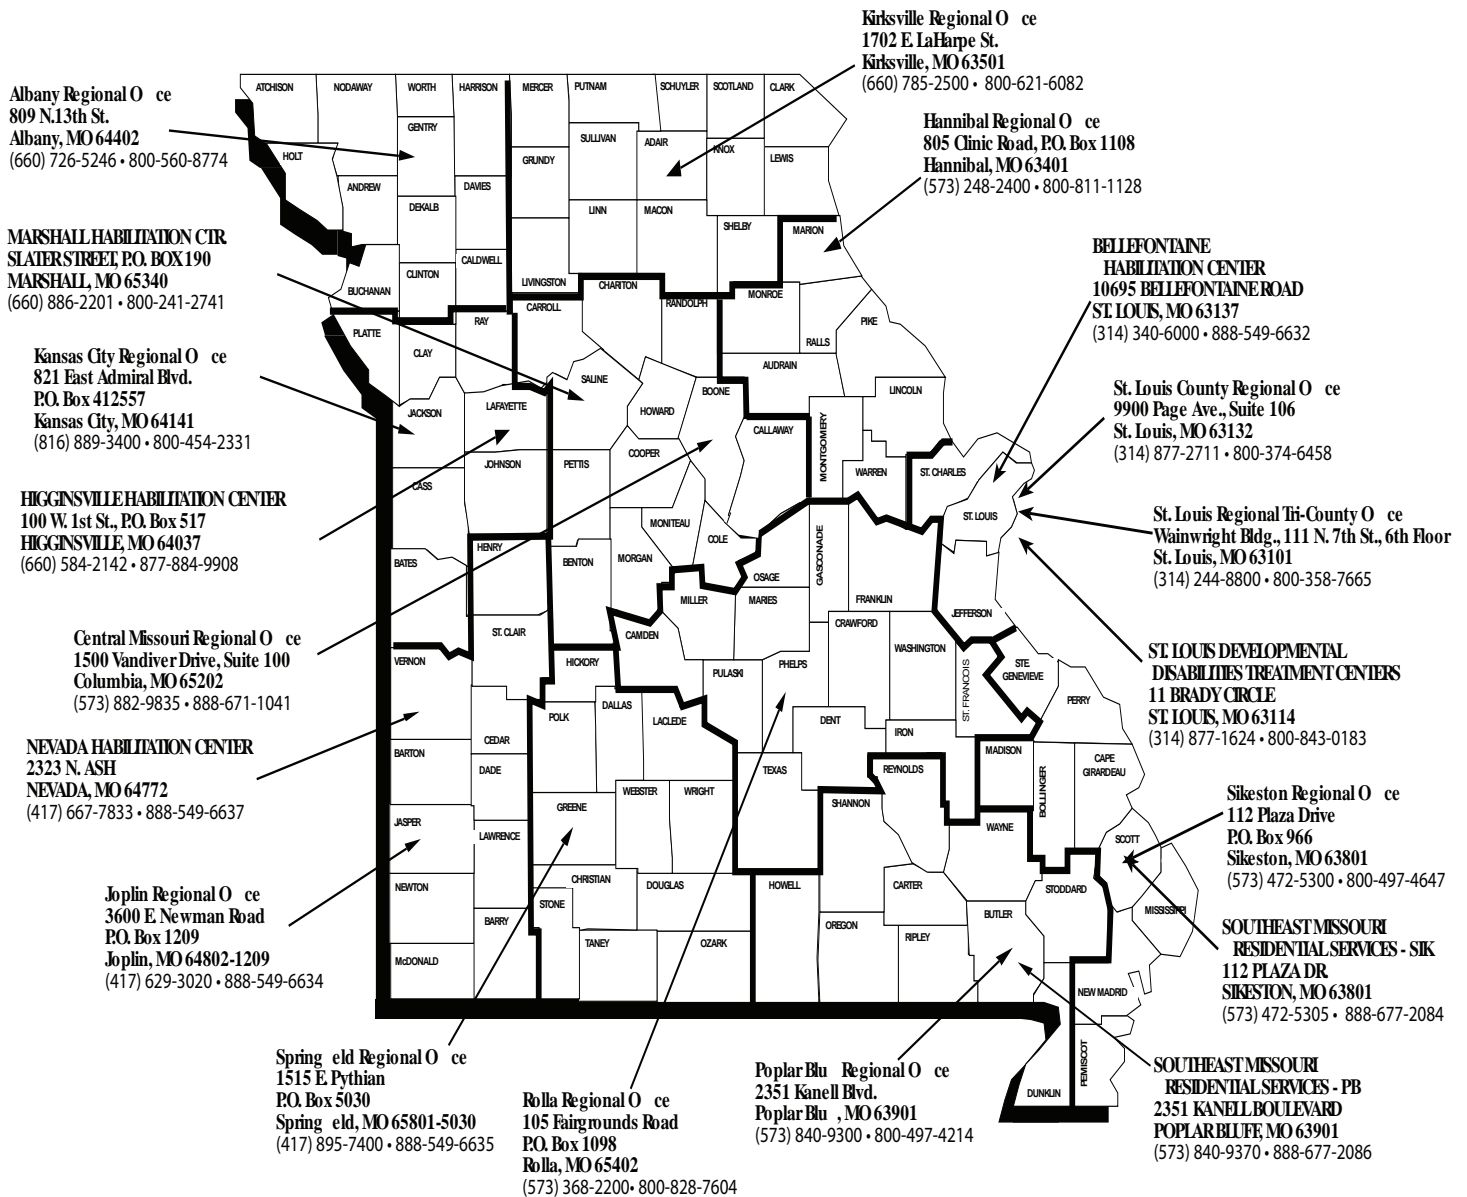 Kirksville Regional O ce
1702 E. LaHarpe St.
Kirksville, MO 63501
(660) 785-2500 • 800-621-6082
Albany Regional O ce
809 N.13th St.
Albany, MO 64402
(660) 726-5246 • 800-560-8774
Hannibal Regional O ce
805 Clinic Road, P.O. Box 1108
Hannibal, MO 63401
(573) 248-2400 • 800-811-1128
MARSHALL HABILITATION CTR.
SLATER STREET, P.O. BOX 190
MARSHALL, MO 65340
(660) 886-2201 • 800-241-2741
BELLEFONTAINE
HABILITATION CENTER
10695 BELLEFONTAINE ROAD
ST. LOUIS, MO 63137
(314) 340-6000 • 888-549-6632
Kansas City Regional O ce
821 East Admiral Blvd.
P.O. Box 412557
Kansas City, MO 64141
(816) 889-3400 • 800-454-2331
St. Louis County Regional O ce
9900 Page Ave., Suite 106
St. Louis, MO 63132
(314) 877-2711 • 800-374-6458
HIGGINSVILLE HABILITATION CENTER
100 W. 1st St., P.O. Box 517
HIGGINSVILLE, MO 64037
(660) 584-2142 • 877-884-9908
St. Louis Regional Tri-County O ce
Wainwright Bldg., 111 N. 7th St., 6th Floor
St. Louis, MO 63101
(314) 244-8800 • 800-358-7665
Central Missouri Regional O ce
1500 Vandiver Drive, Suite 100
Columbia, MO 65202
(573) 882-9835 • 888-671-1041
ST. LOUIS DEVELOPMENTAL
DISABILITES TREATMENT CENTERS
11 BRADY CIRCLE
ST. LOUIS, MO 63114
(314) 877-1624 • 800-843-0183
NEVADA HABILITATION CENTER
2323 N. ASH
NEVADA, MO 64772
(417) 667-7833 • 888-549-6637
Sikeston Regional O ce
112 Plaza Drive
P.O. Box 966
Sikeston, MO 63801
(573) 472-5300 • 800-497-4647
Joplin Regional O ce
3600 E. Newman Road
P.O. Box 1209
Joplin, MO 64802-1209
(417) 629-3020 • 888-549-6634
SOUTHEAST MISSOURI
RESIDENTIAL SERVICES - SIK
112 PLAZA DR.
SIKESTON, MO 63801
(573) 472-5305 • 888-677-2084
Spring eld Regional O ce
1515 E. Pythian
P.O. Box 5030
Spring eld, MO 65801-5030
(417) 895-7400 • 888-549-6635
Rolla Regional O ce
105 Fairgrounds Road
P.O. Box 1098
Rolla, MO 65402
(573) 368-2200• 800-828-7604
Poplar Blu Regional O ce
2351 Kanell Blvd.
Poplar Blu , MO 63901
(573) 840-9300 • 800-497-4214
SOUTHEAST MISSOURI
RESIDENTIAL SERVICES - PB
2351 KANELL BOULEVARD
POPLAR BLUFF, MO 63901
(573) 840-9370 • 888-677-2086
ATCHISON
NODAWAY
WORTH
HARRISON
MERCER
PUTNAM
SCHUYLER
SCOTLAND
CLARK
GENTRY
SULLIVAN
ADAIR
KNOX
LEWIS
HOLT
GRUNDY
ANDREW
DAVIES
DEKALB
LINN
MACON
SHELBY
MARION
CALDWELL
CLINTON
LIVINGSTON
CHARITON
BUCHANAN
MONROE
CARROLL
RANDOLPH
RAY
PLATTE
PIKE
RALLS
CLAY
AUDRAIN
SALINE
BOONE
LINCOLN
JACKSON
LAFAYETTE
HOWARD
CALLAWAY
MONTGOMERY
COOPER
JOHNSON
PETTIS
WARREN
ST. CHARLES
CASS
ST. LOUIS
MONITEAU
COLE
HENRY
BATES
BENTON
MORGAN
GASCONADE
OSAGE
MILLER
MARIES
FRANKLIN
JEFFERSON
ST. CLAIR
CAMDEN
CRAWFORD
WASHINGTON
VERNON
HICKORY
PULASKI
PHELPS
ST. FRANCOIS
STE.
GENEVIEVE
PERRY
DALLAS
POLK
LACLEDE
DENT
IRON
CEDAR
BARTON
MADISON
CAPE
GIRARDEAU
DADE
TEXAS
REYNOLDS
BOLLINGER
WEBSTER
WRIGHT
GREENE
SHANNON
JASPER
LAWRENCE
WAYNE
SCOTT
NEWTON
CHRISTIAN
DOUGLAS
HOWELL
CARTER
STODDARD
STONE
BARRY
BUTLER
MISSISSIPPI
OREGON
RIPLEY
TANEY
OZARK
McDONALD
NEW MADRID
PEMISCOT
DUNKLIN